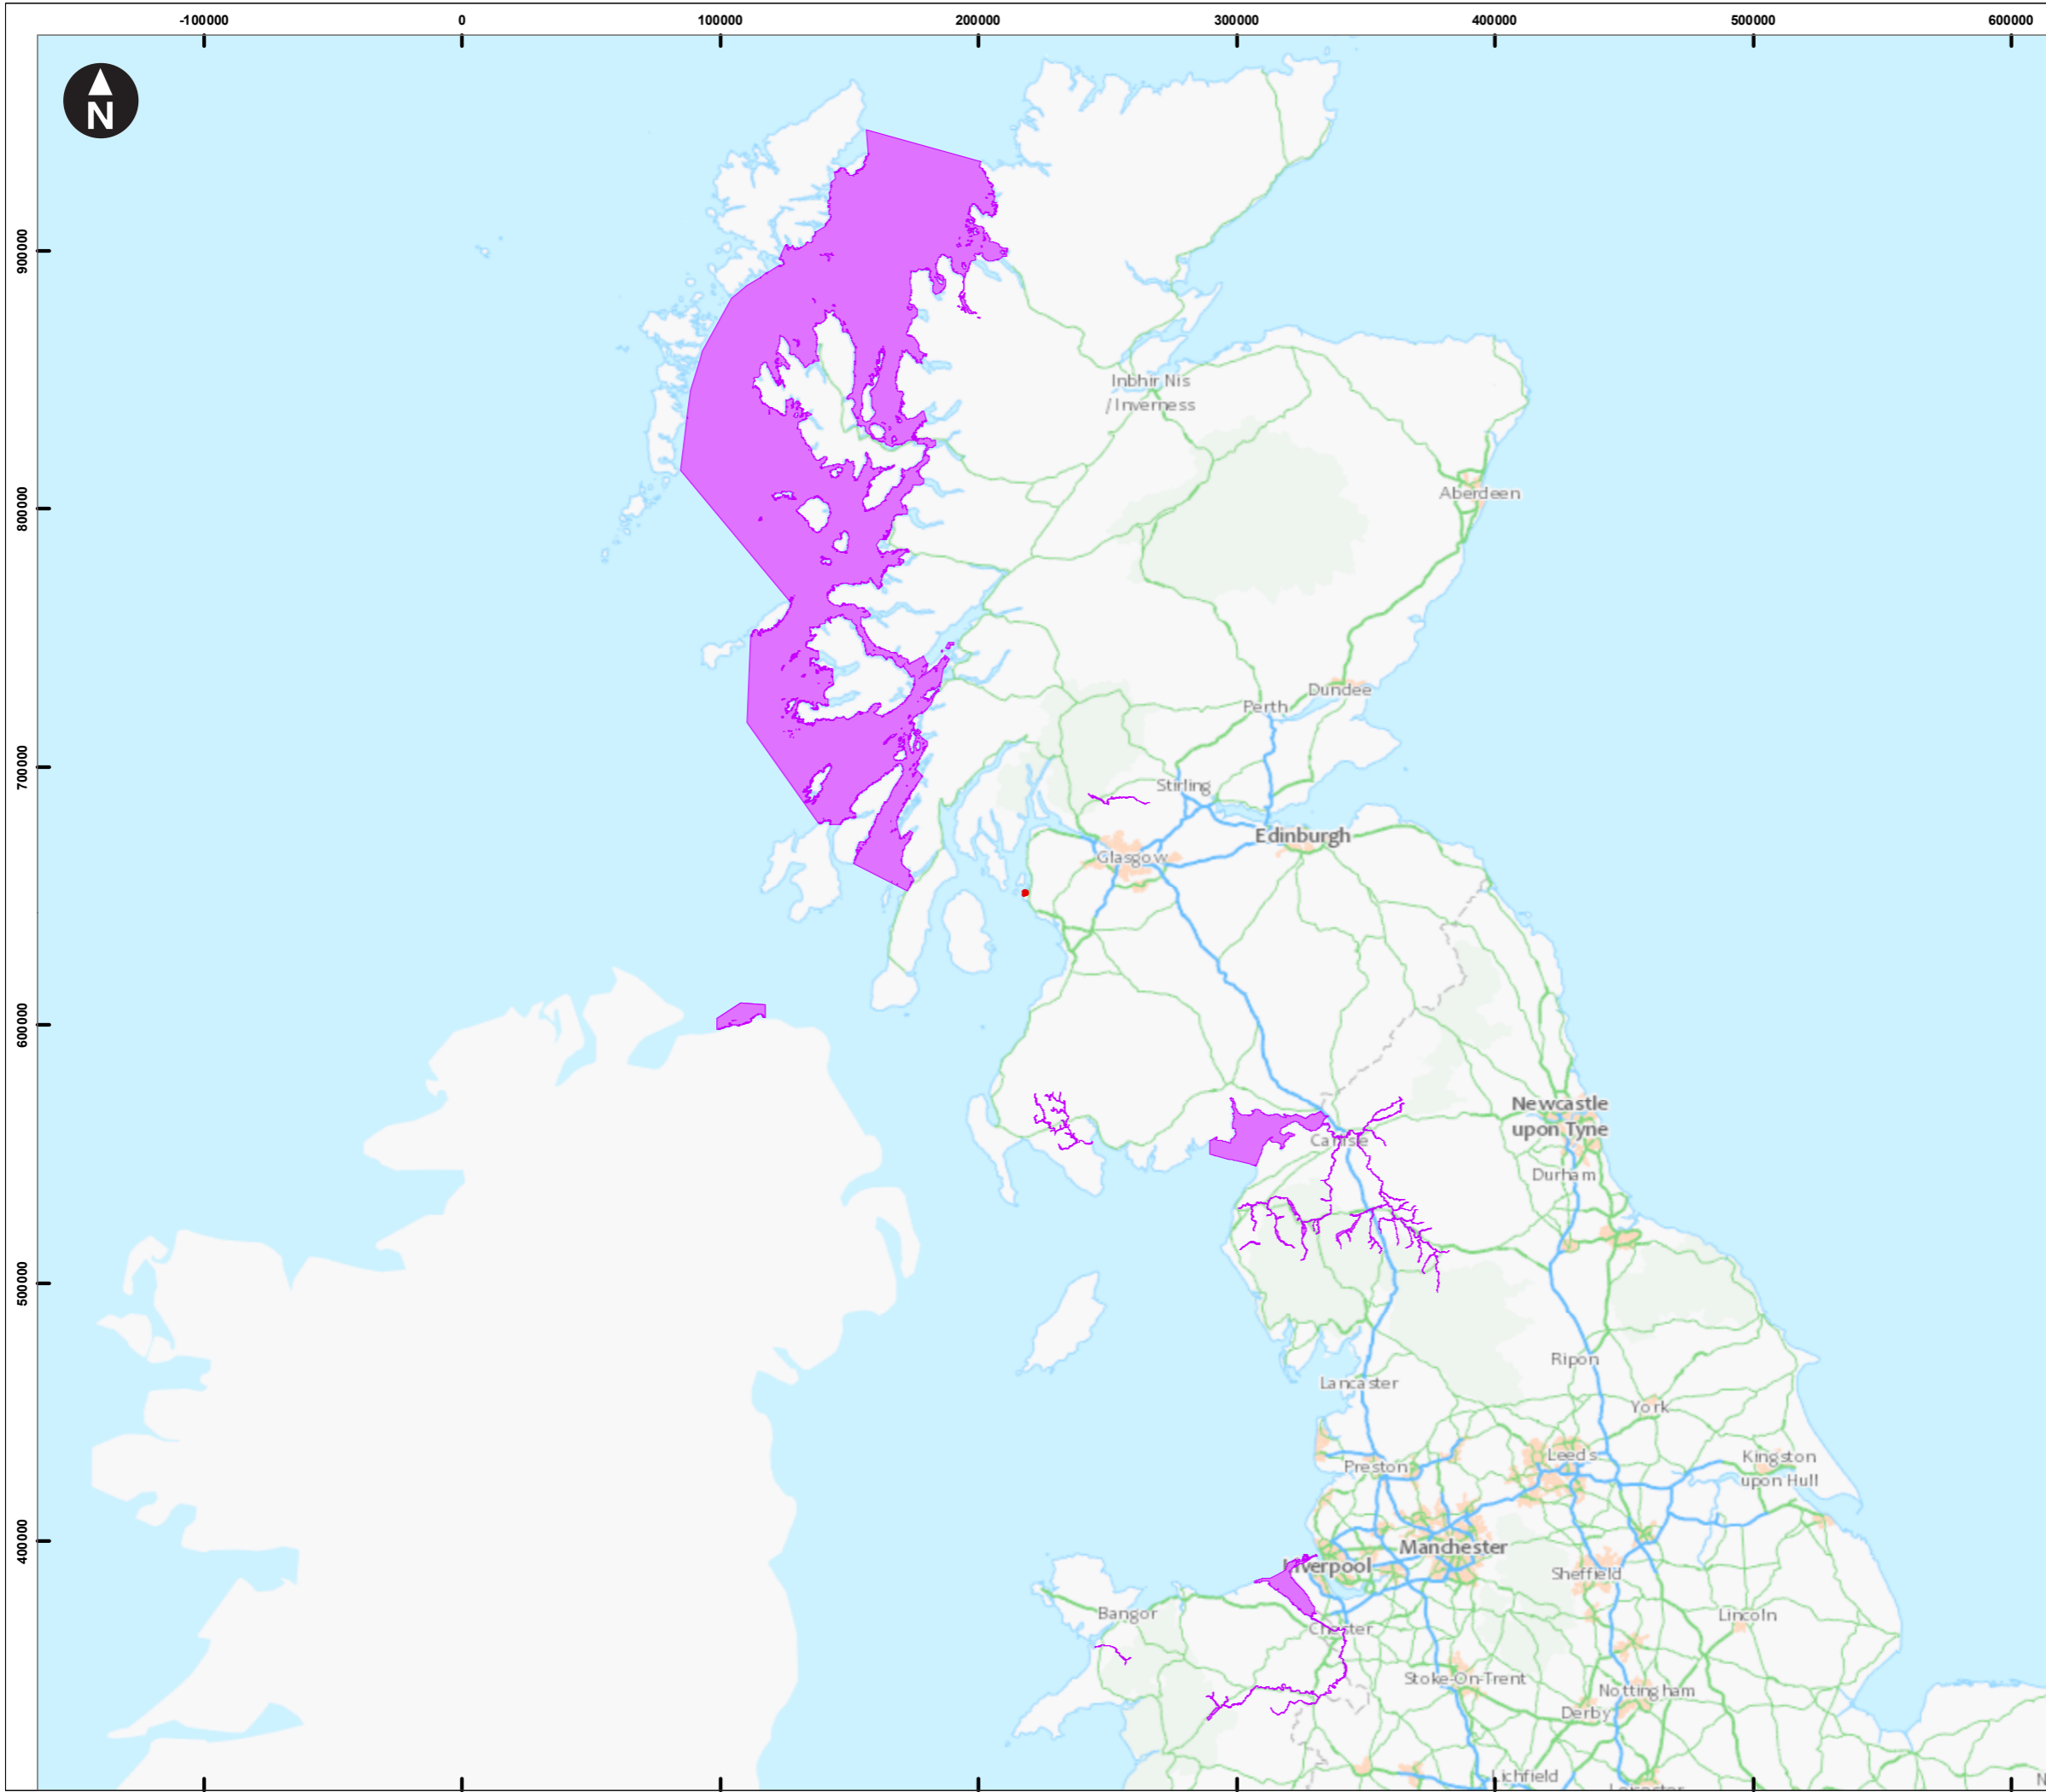 -100000 0 100000 200000 300000 400000 500000 600000
N
900000
Inbhir Nis
/ Inverness
800000
Aberdeen
Dundee
Perth
700000
Stirling
Edinburgh
Glasgow
600000
Newcastle
upon Tyne
Carlisle
Durham
500000
Ripon
Lancaster
York
Leeds
Kingston
upon Hull
Preston
400000
Manchester
Liverpool
Sheffield
Bangor
Lincoln
Chester
Stoke-On-Trent
Nottingham
Derby
Lichfield